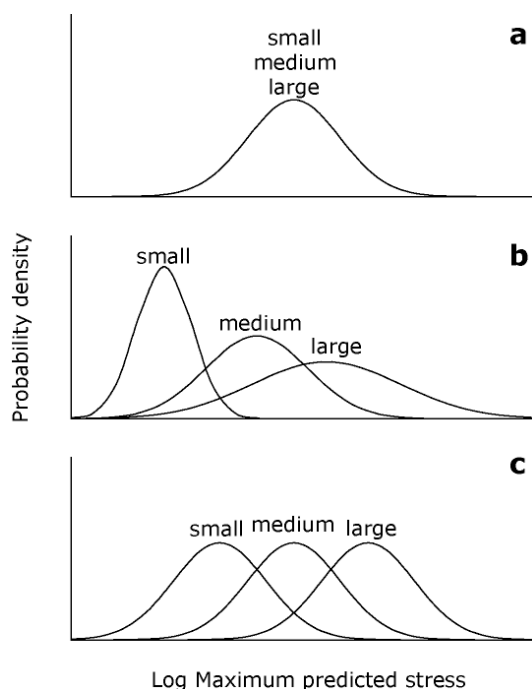 a
small
medium
large
b
small
medium
large
c
small medium large
Probability density
Log Maximum predicted stress